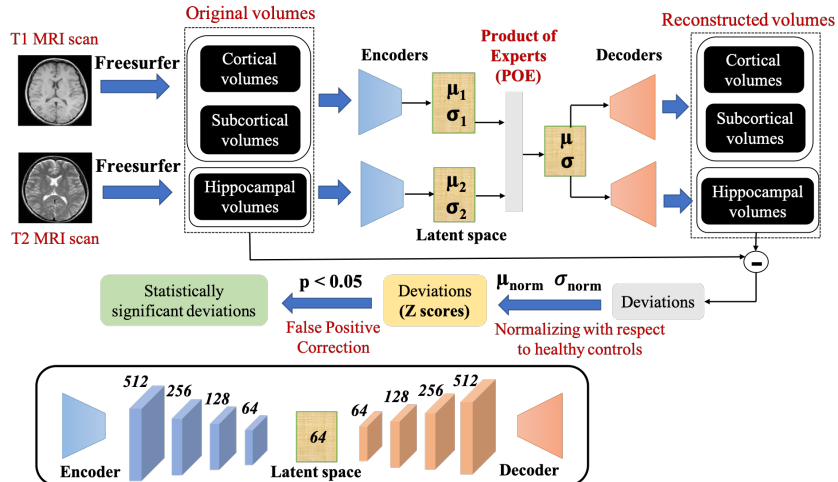 Original volumes
Reconstructed volumes
T1 MRI scan
Freesurfer
Cortical
volumes
Subcortical
volumes
Encoders
μ1
σ1
Product of
Experts
(POE)
Decoders
Cortical
volumes
Subcortical
volumes
μ
σ
Freesurfer
T2 MRI scan
Hippocampal
volumes
μ2
σ2
Latent space
Hippocampal
volumes
-
Statistically
significant deviations
p < 0.05
False Positive
Correction
Deviations
(Z scores)
μnorm σnorm
Normalizing with respect
to healthy controls
Deviations
512
256
128
64
64
64
128
256
512
Encoder
Latent space
Decoder